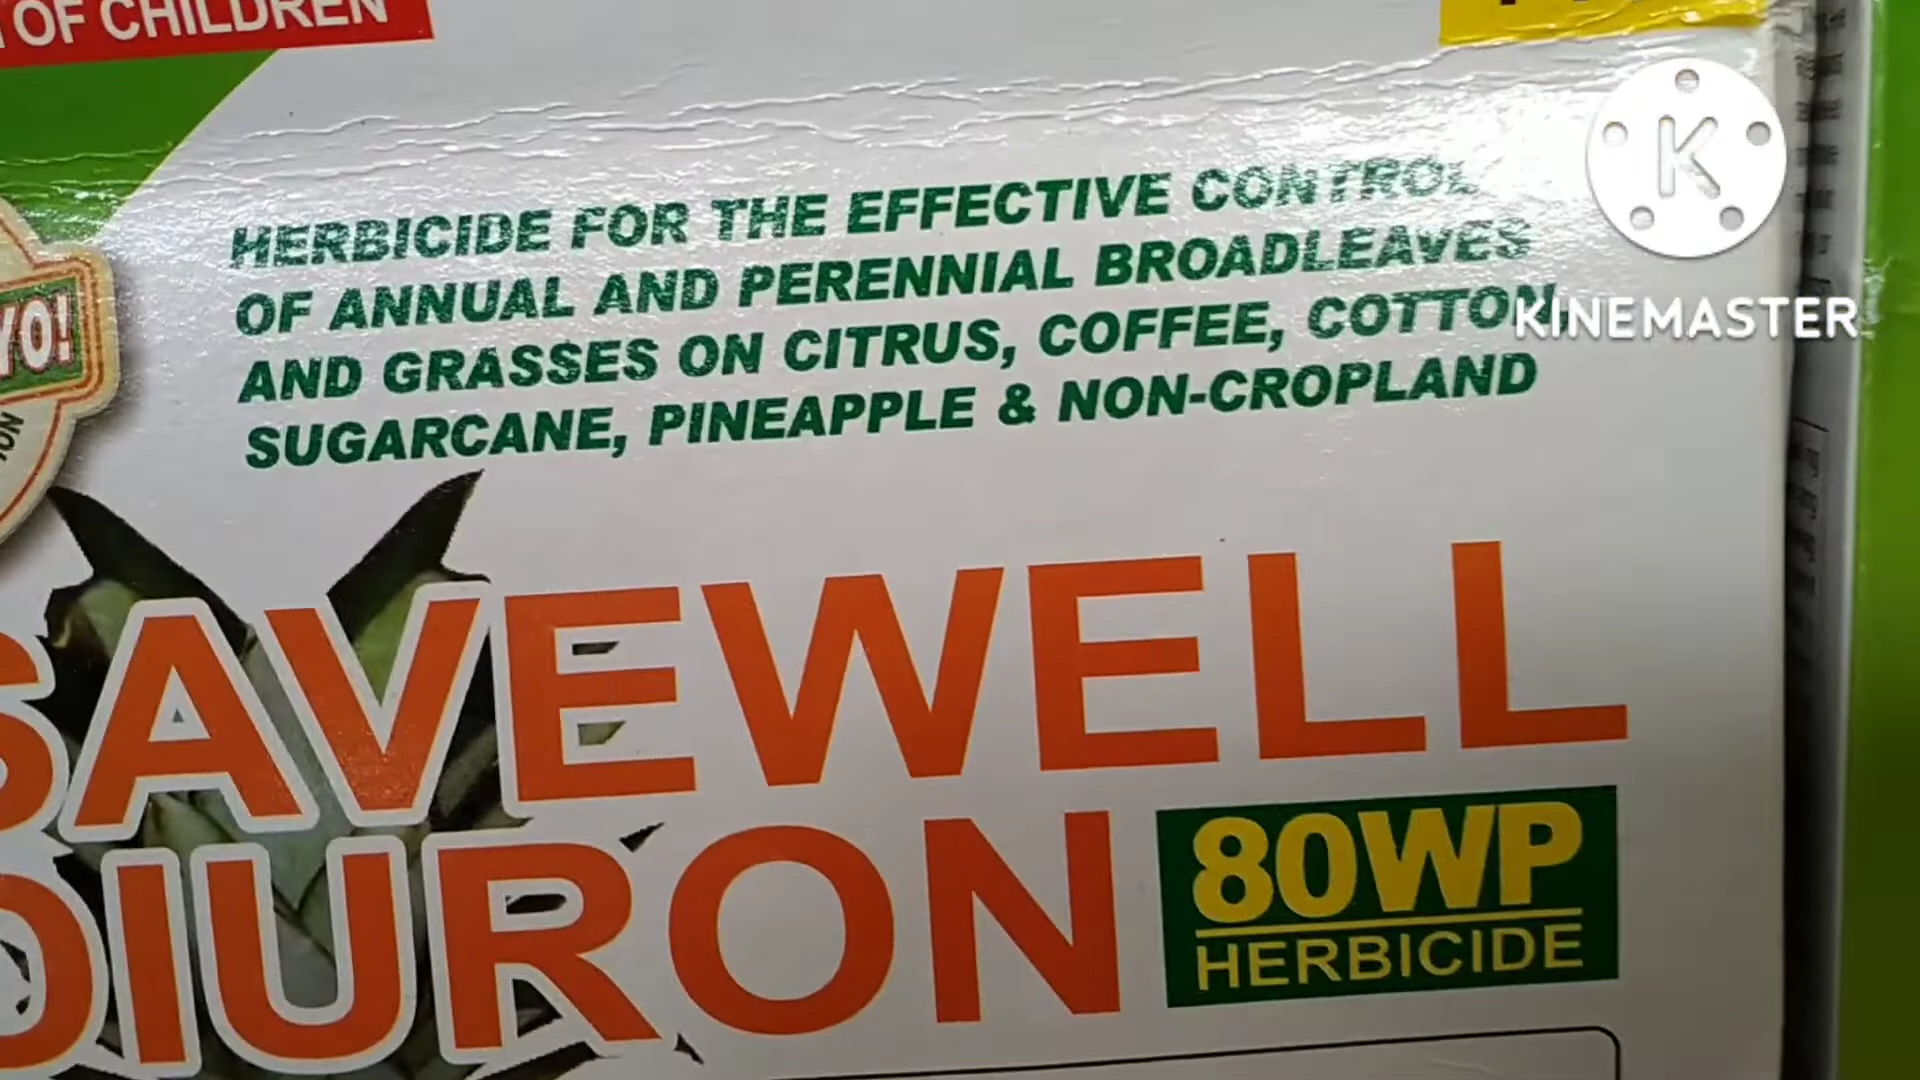 OF CHILDREN
HERBICIDE FOR THE EFFECTIVE CONTROL
OF ANNUAL AND PERENNIAL BROADLEAVES
AND GRASSES ON CITRUS, COFFEE, COTTON,
SUGARCANE, PINEAPPLE & NON-CROPLAND
YO!
KINEMASTER
SAVEWELL
DIURON
80WP
HERBICIDE